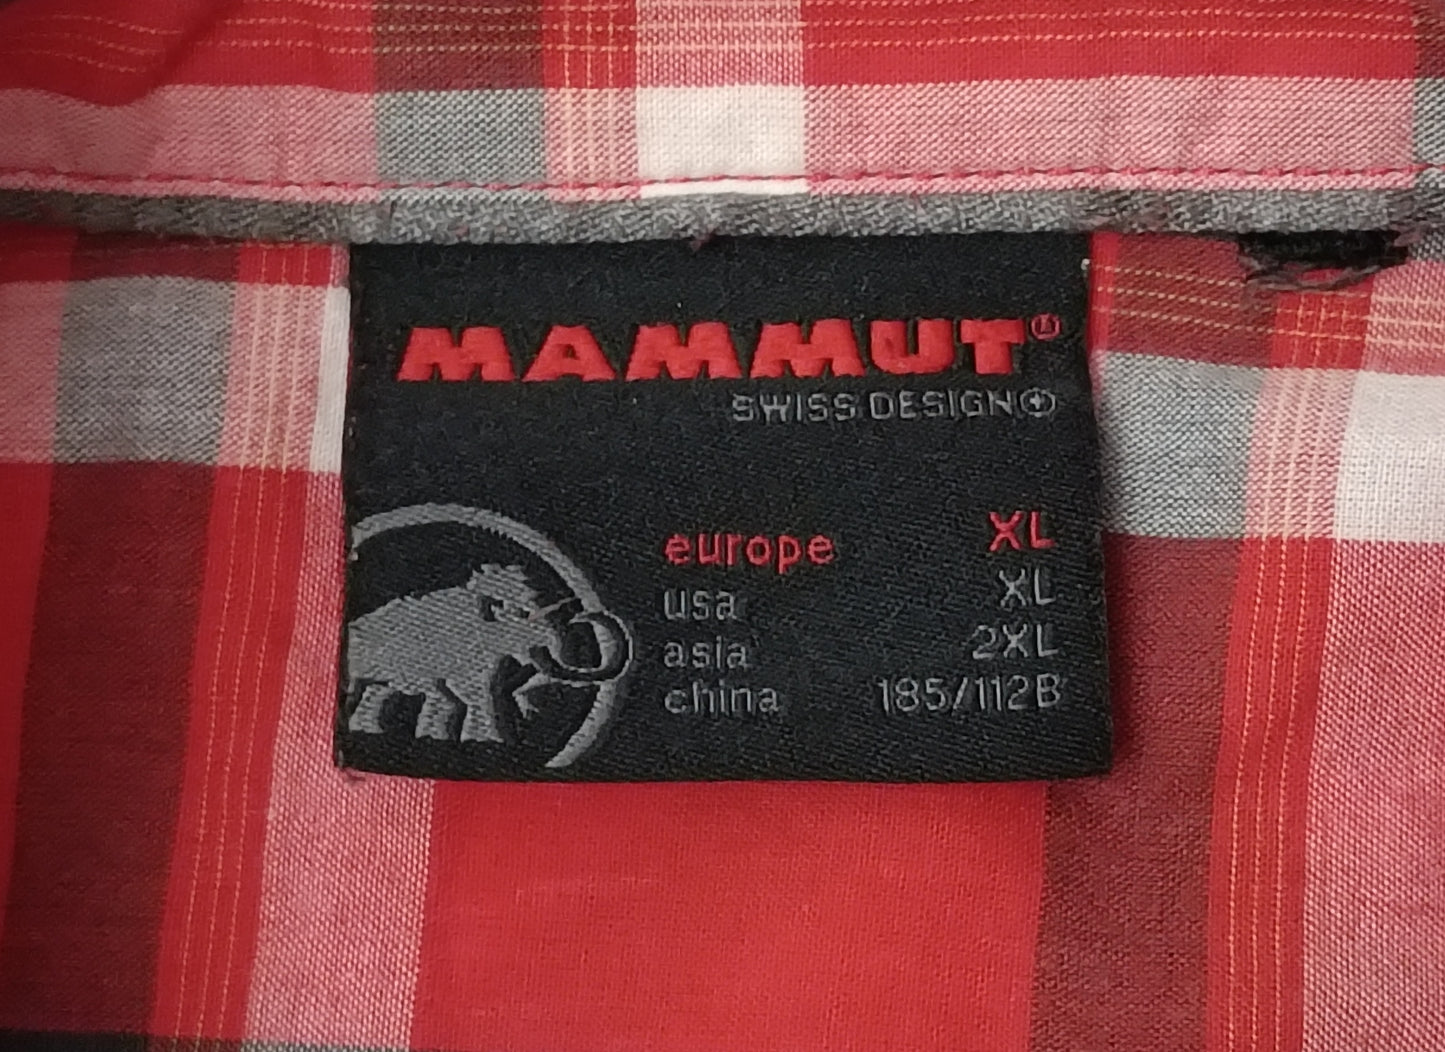 MAMMUT®
SWISS DESIGN
europe XL
usa XL
asia 2XL
china 185/112B